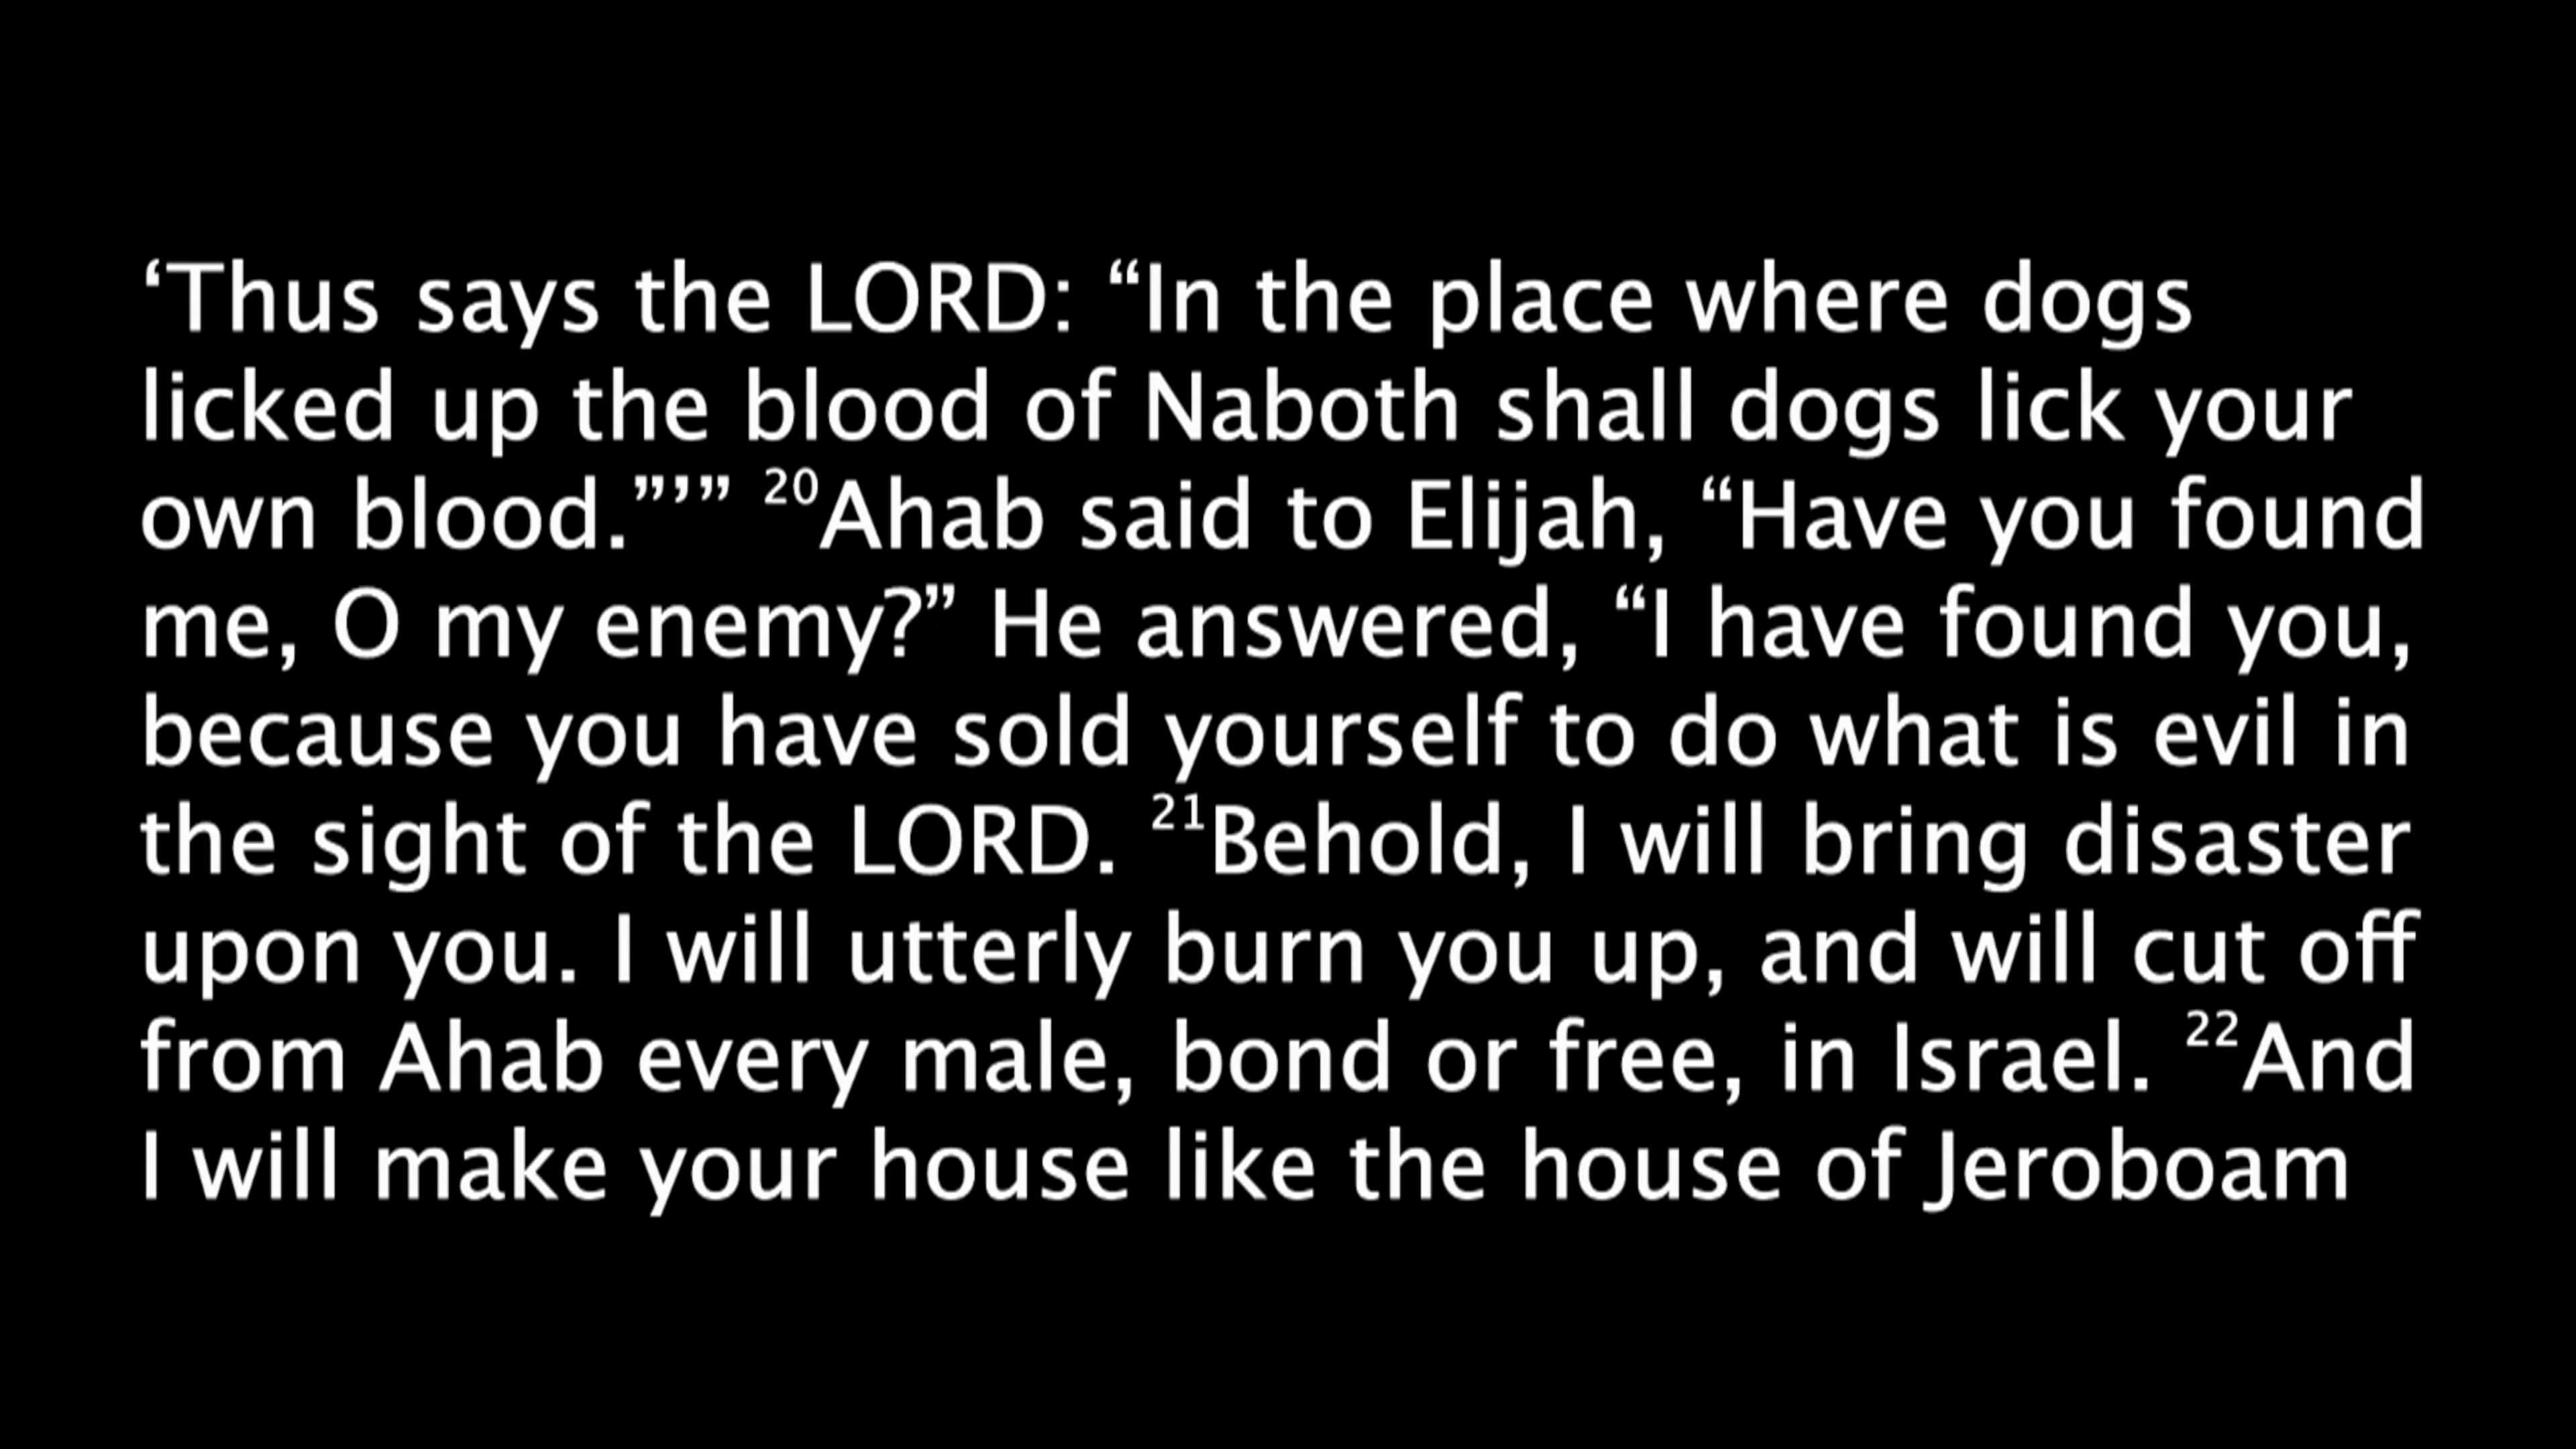 ‘Thus says the LORD: “In the place where dogs
licked up the blood of Naboth shall dogs lick your
own blood.”’” ²⁰Ahab said to Elijah, “Have you found
me, O my enemy?” He answered, “I have found you,
because you have sold yourself to do what is evil in
the sight of the LORD. ²¹Behold, I will bring disaster
upon you. I will utterly burn you up, and will cut off
from Ahab every male, bond or free, in Israel. ²²And
I will make your house like the house of Jeroboam